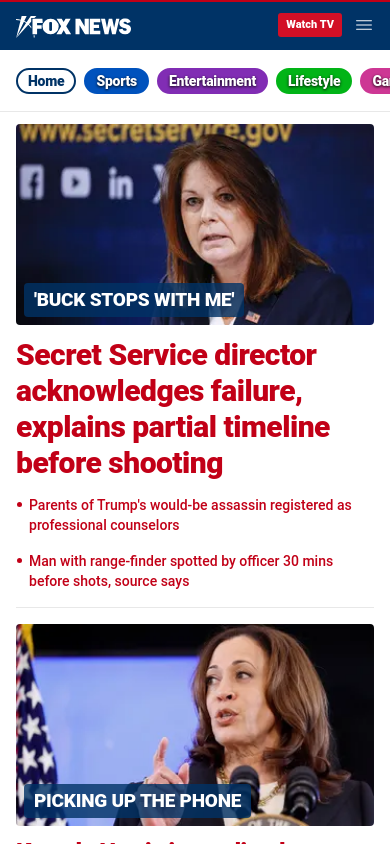 FOX NEWS
Watch TV
Home
Sports
Entertainment
Lifestyle
www.secretservice.gov
'BUCK STOPS WITH ME'
Secret Service director
acknowledges failure,
explains partial timeline
before shooting
• Parents of Trump's would-be assassin registered as
professional counselors
• Man with range-finder spotted by officer 30 mins
before shots, source says
PICKING UP THE PHONE